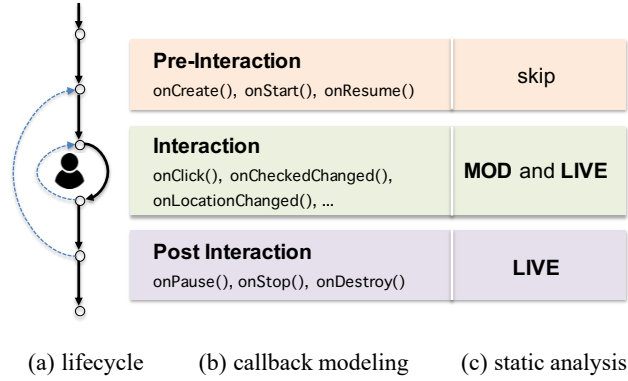 Pre-Interaction
onCreate(), onStart(), onResume()
skip
Interaction
onClick(), onCheckedChanged(),
onLocationChanged(), ...
MOD and LIVE
Post Interaction
onPause(), onStop(), onDestroy()
LIVE
(a) lifecycle
(b) callback modeling
(c) static analysis